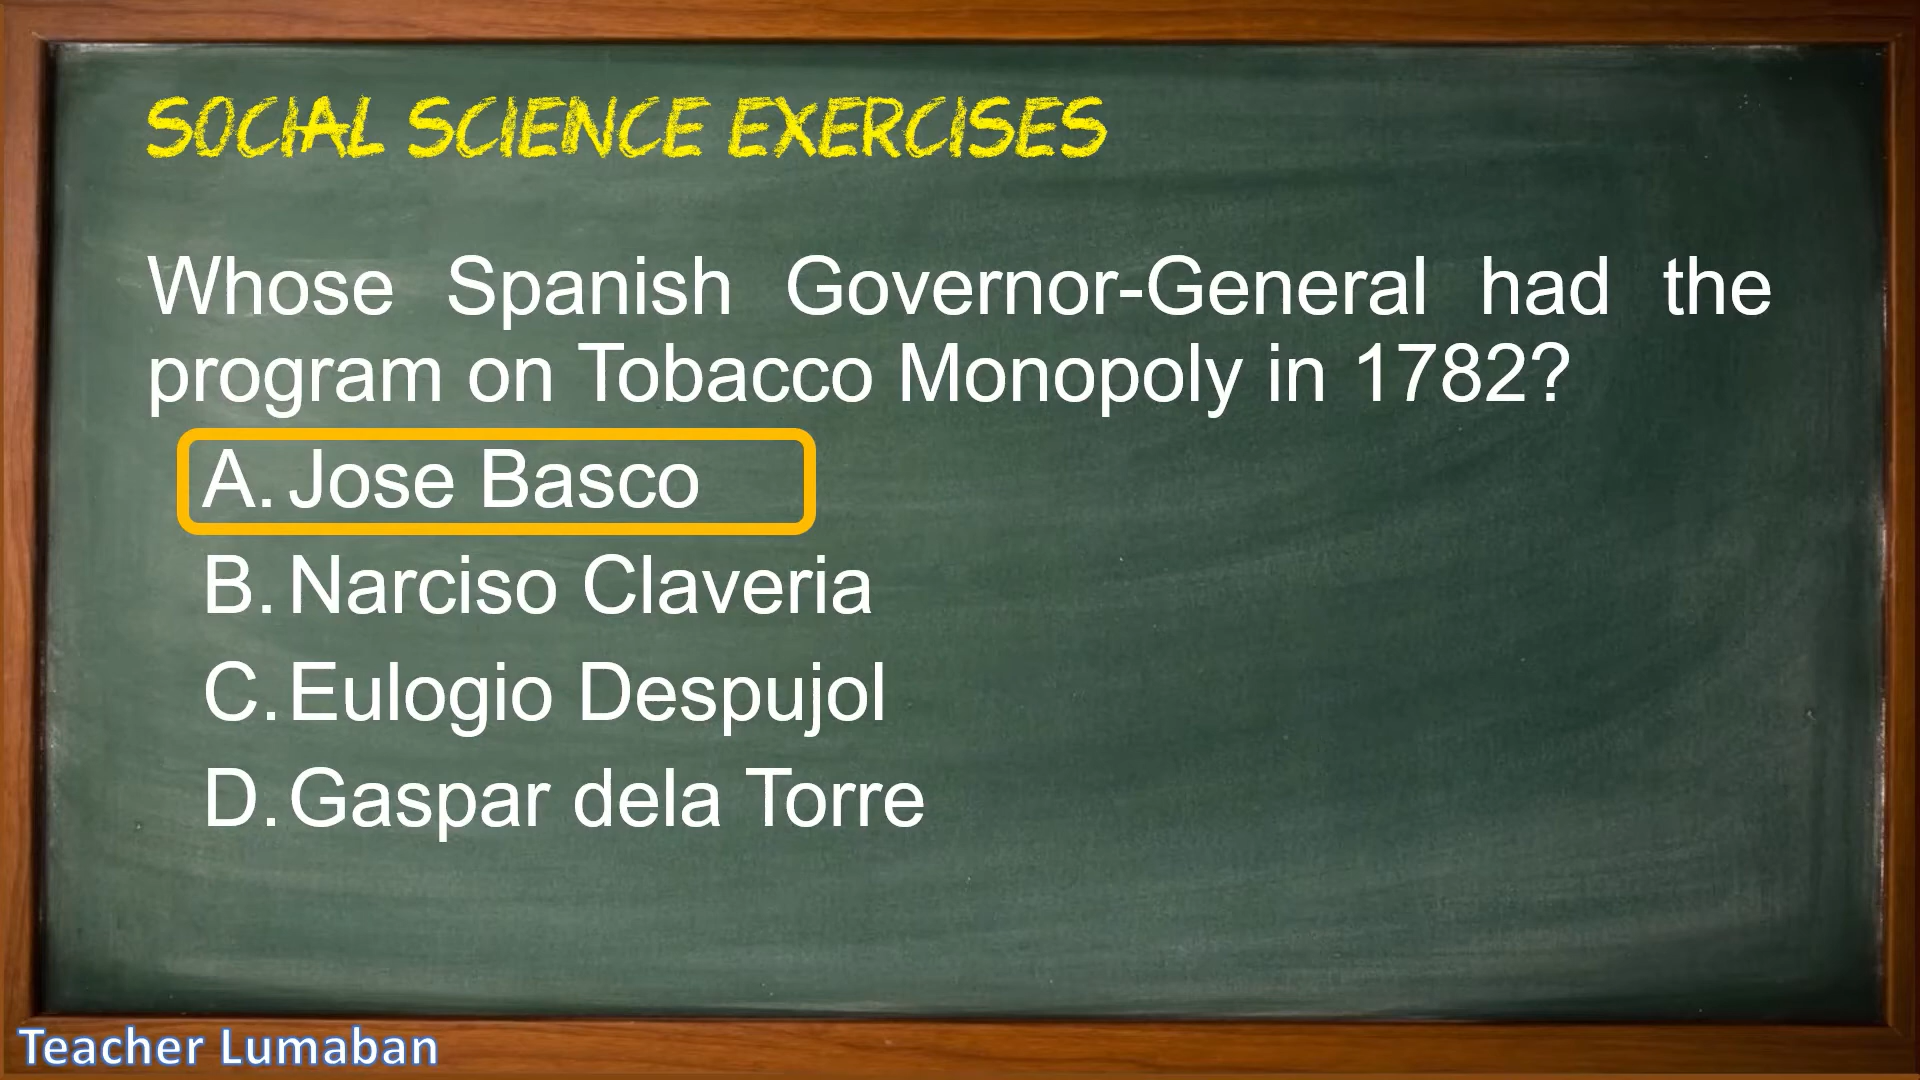 SOCIAL SCIENCE EXERCISES
Whose Spanish Governor-General had the
program on Tobacco Monopoly in 1782?
A. Jose Basco
B. Narciso Claveria
C. Eulogio Despujol
D. Gaspar dela Torre
Teacher Lumaban